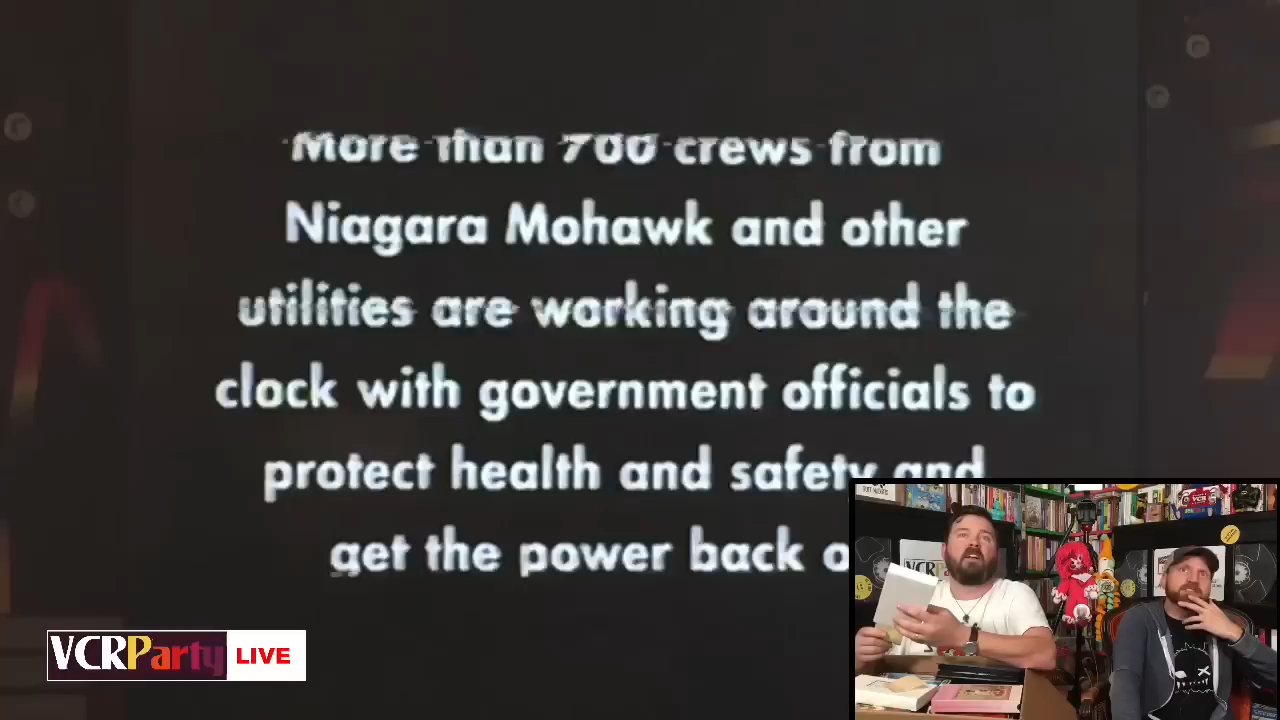 More than 700 crews from
Niagara Mohawk and other
utilities are working around the
clock with government officials to
protect health and safety and
get the power back o
VCRParty LIVE
VCRP